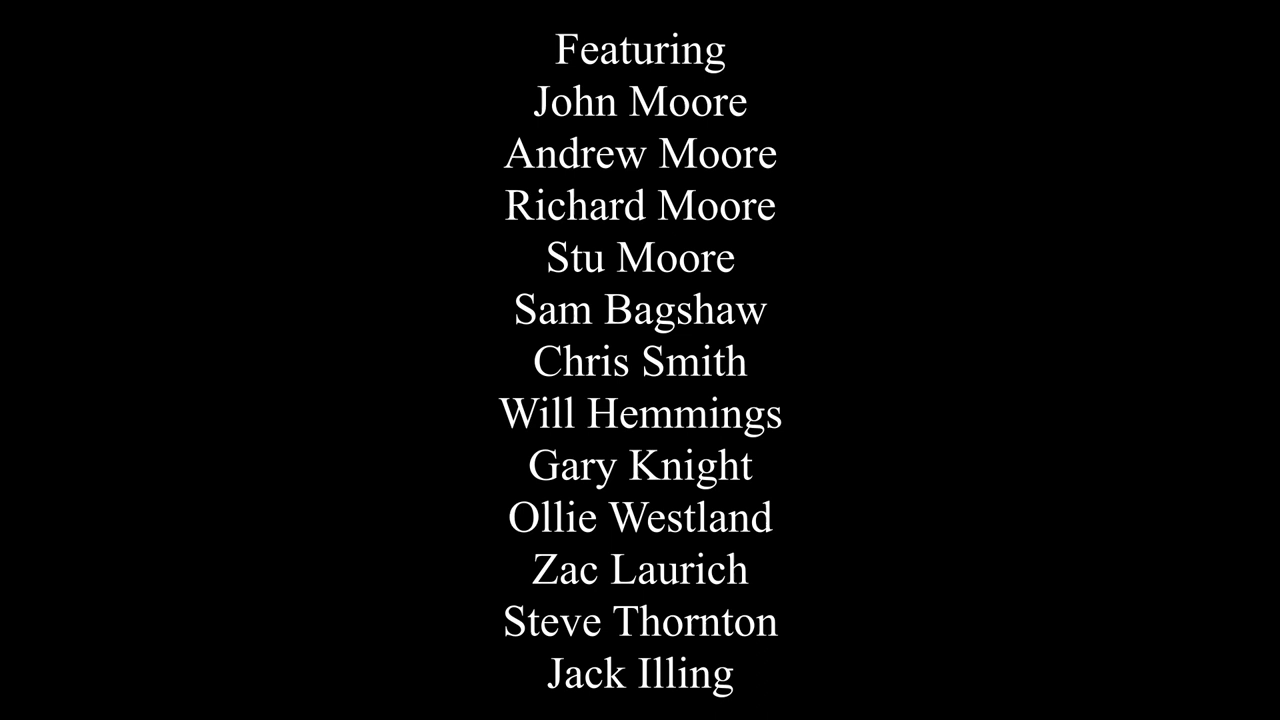 Featuring
John Moore
Andrew Moore
Richard Moore
Stu Moore
Sam Bagshaw
Chris Smith
Will Hemmings
Gary Knight
Ollie Westland
Zac Laurich
Steve Thornton
Jack Illing